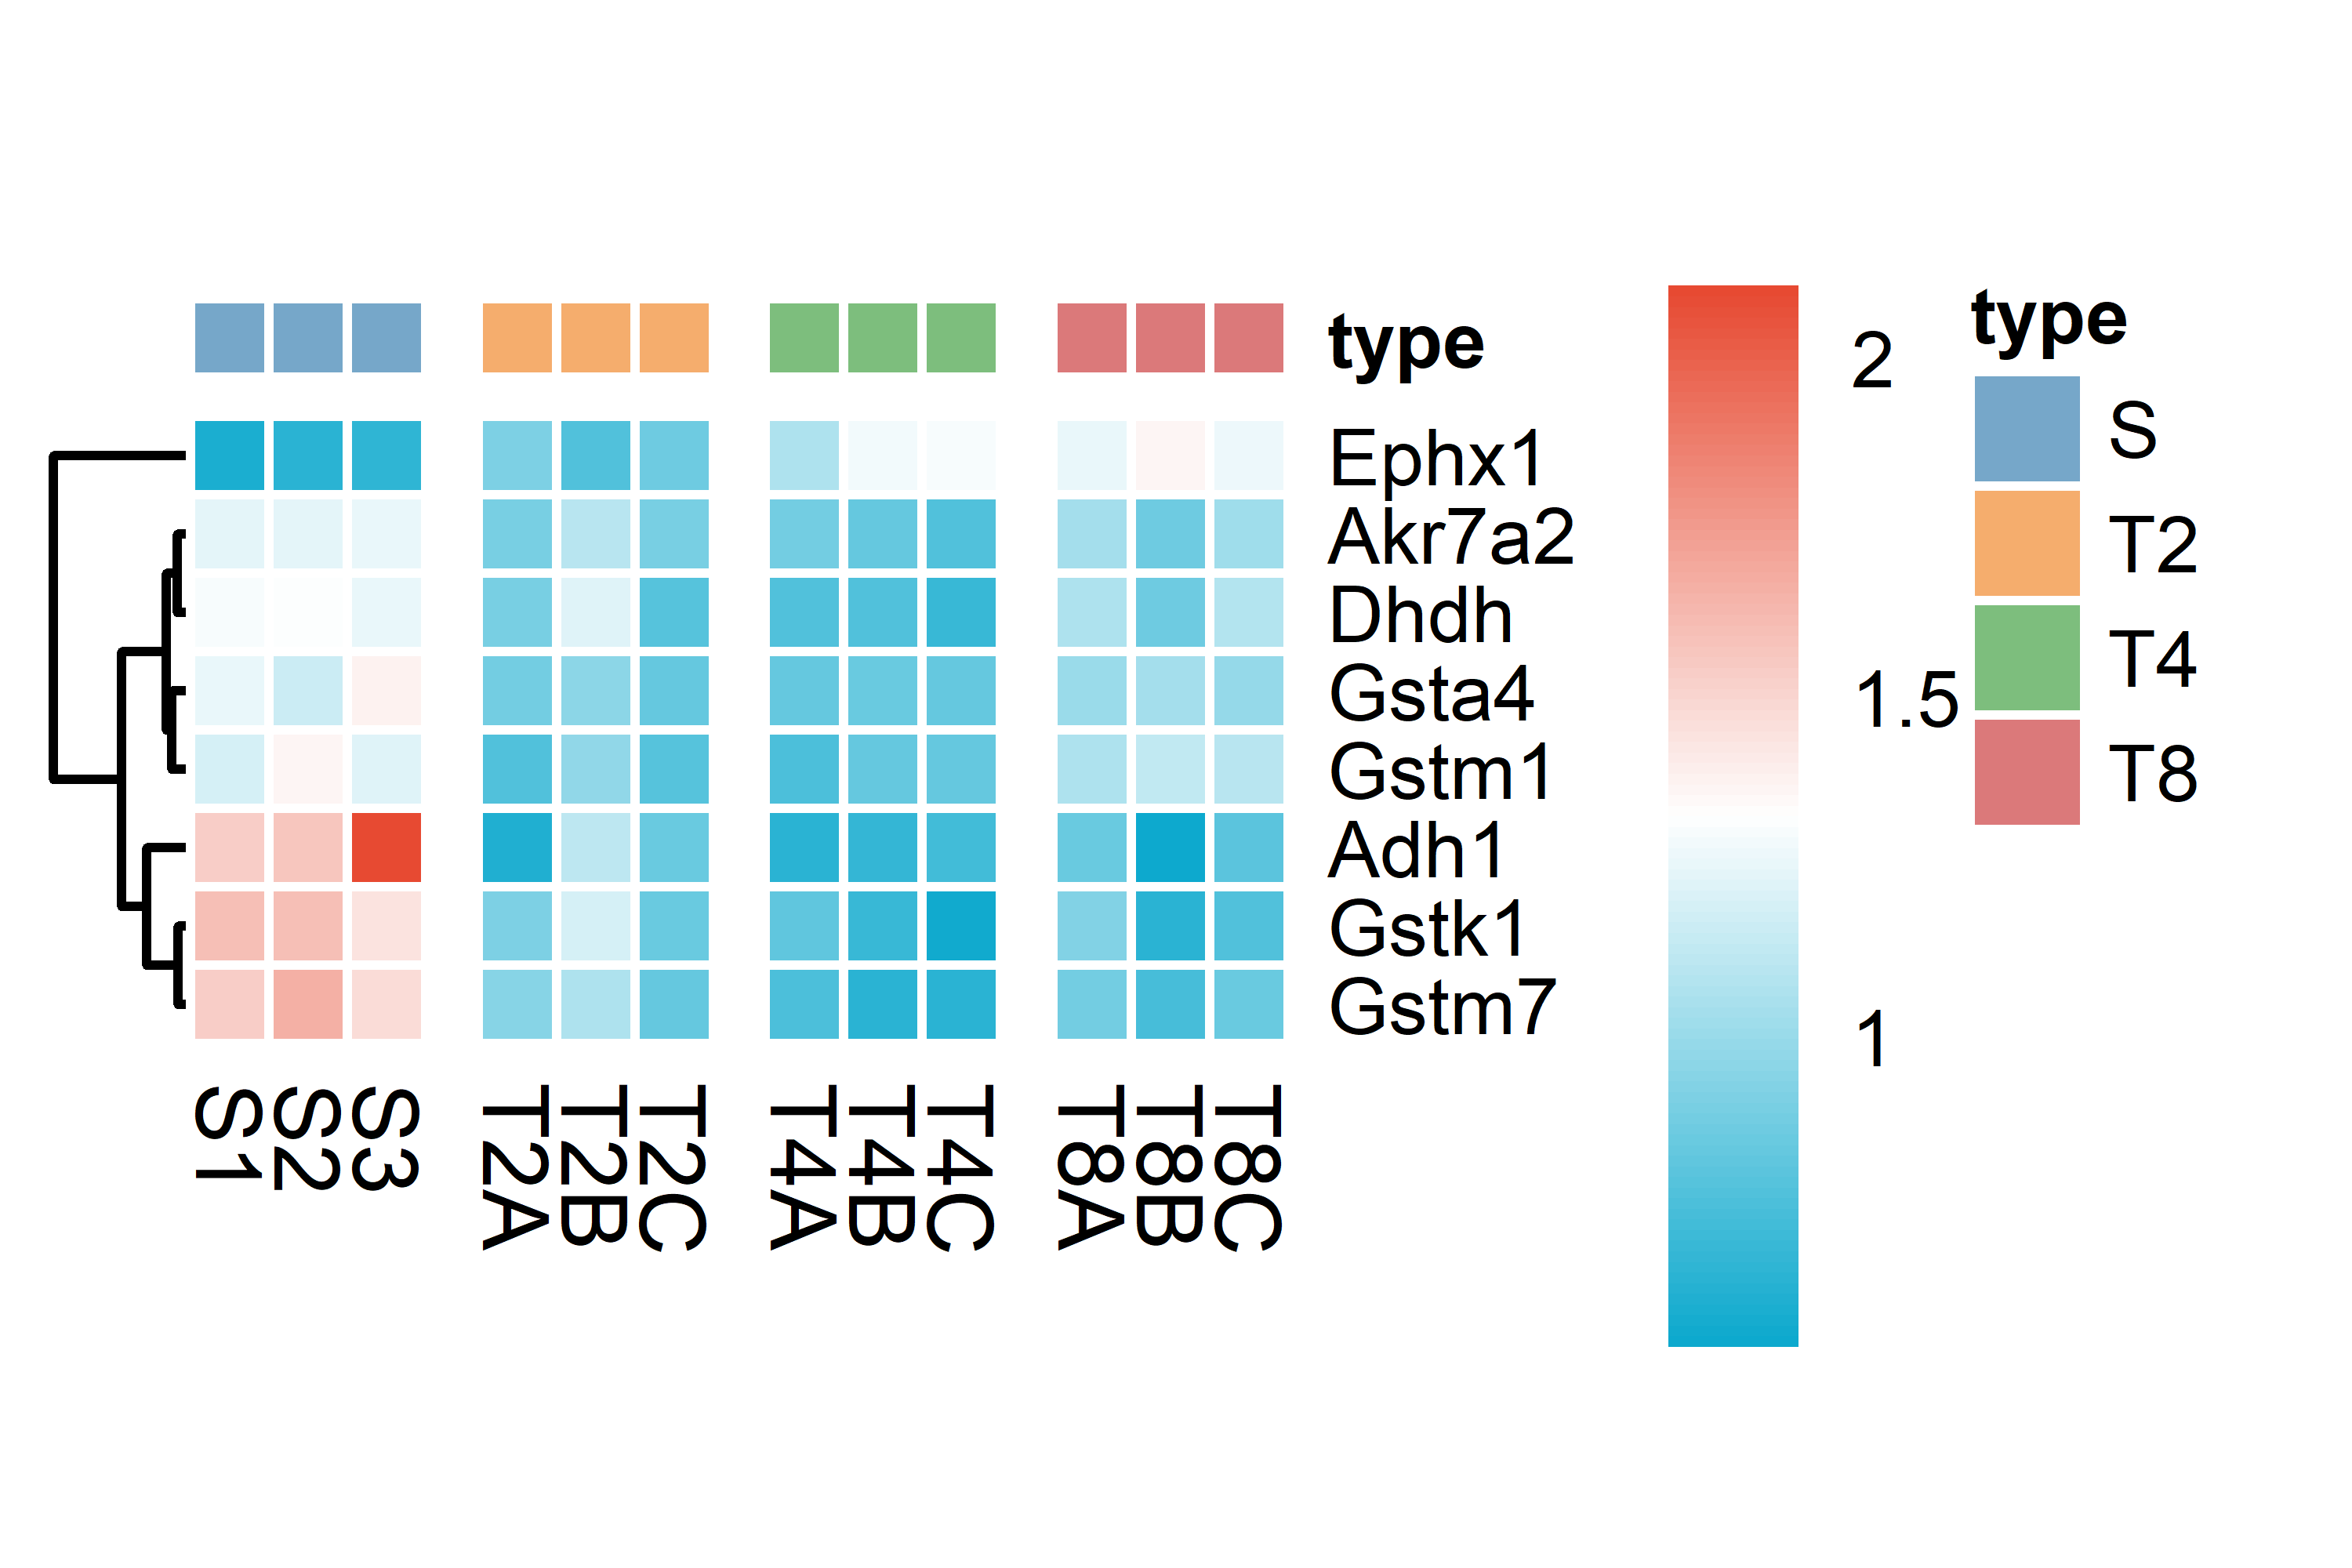 type
Ephx1
Akr7a2
Dhdh
Gsta4
Gstm1
Adh1
Gstk1
Gstm7
S1
S2
S3
T2A
T2B
T2C
T4A
T4B
T4C
T8A
T8B
T8C
2
1.5
1
type
S
T2
T4
T8